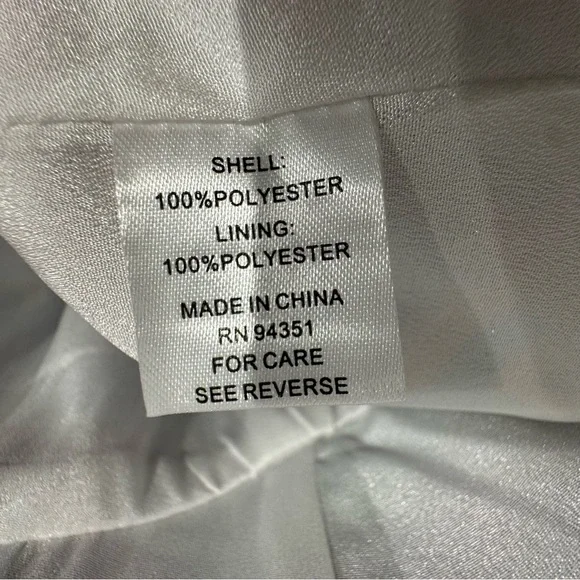 SHELL:
100%POLYESTER
LINING:
100%POLYESTER
MADE IN CHINA
RN 94351
FOR CARE
SEE REVERSE